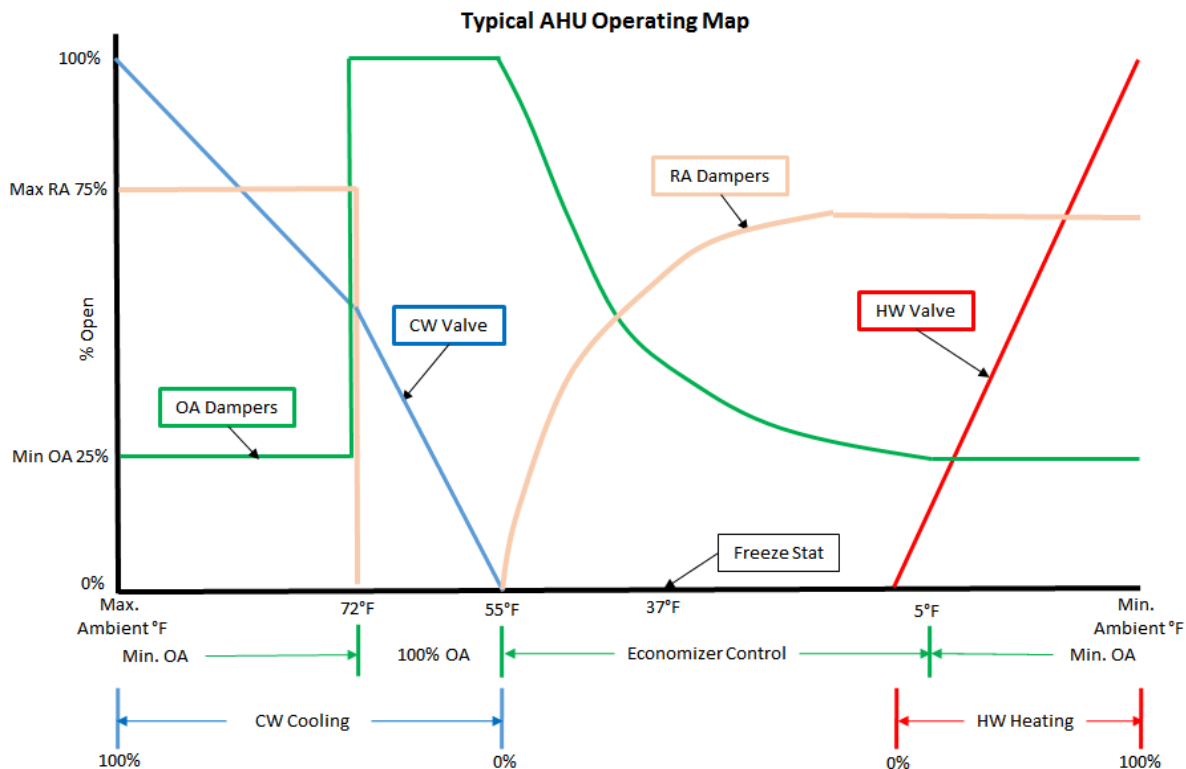 Typical AHU Operating Map
100%
Max RA 75%
% Open
Min OA 25%
0%
RA Dampers
CW Valve
HW Valve
OA Dampers
Freeze Stat
Max.
Ambient °F
72°F
55°F
37°F
5°F
Min.
Ambient °F
Min. OA
100% OA
Economizer Control
Min. OA
CW Cooling
HW Heating
100%
0%
0%
100%